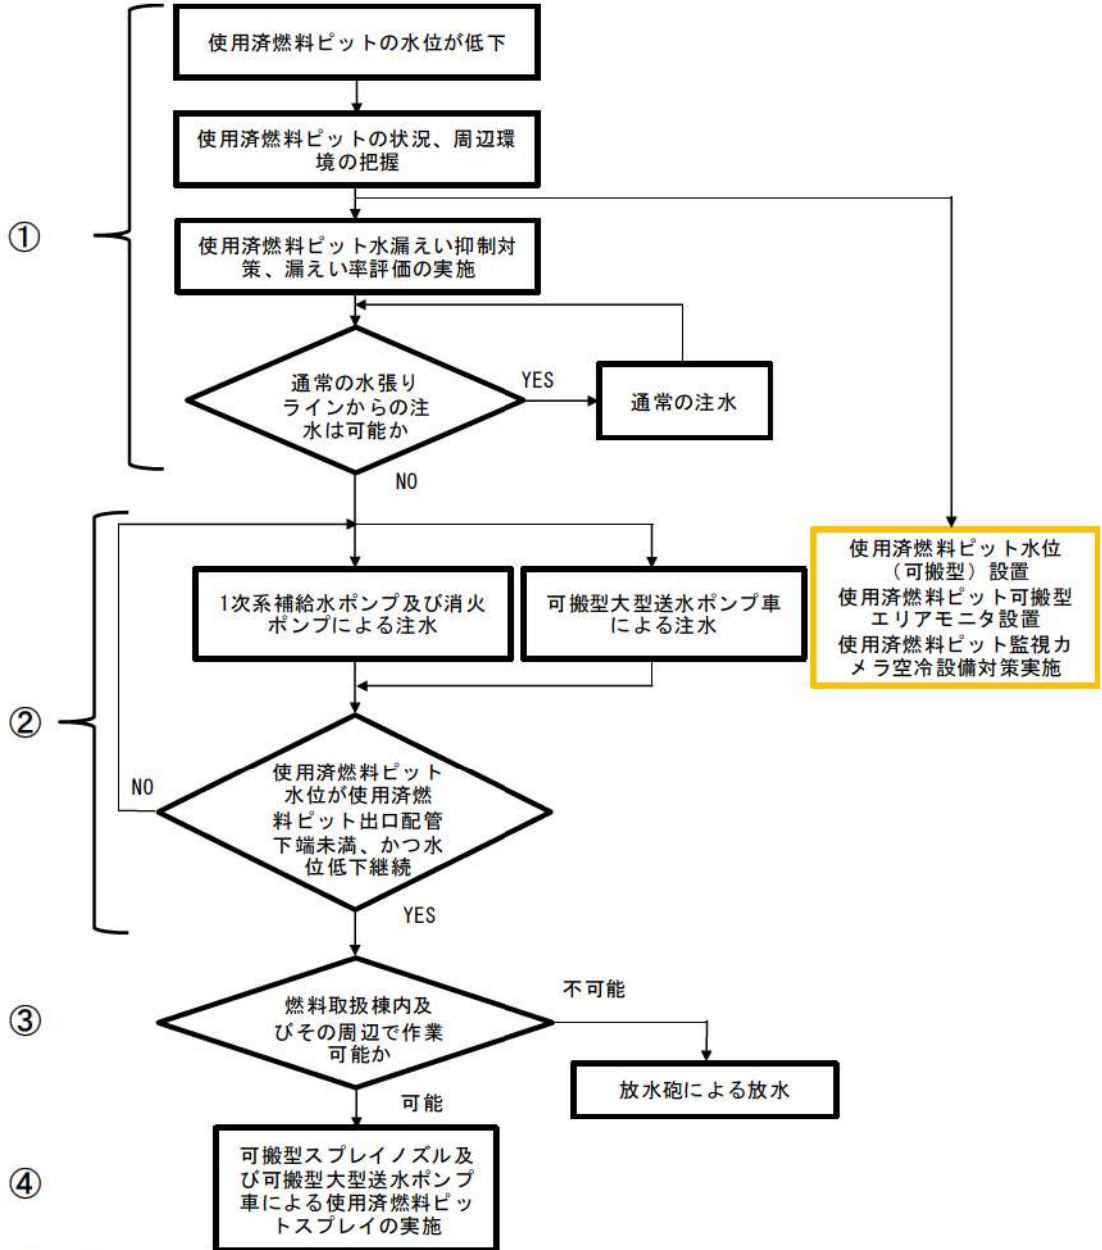 使用済燃料ピットの水位が低下
使用済燃料ピットの状況、周辺環
境の把握
①
使用済燃料ピット水漏えい抑制対
策、漏えい率評価の実施
通常の水張り
ラインからの注
水は可能か
YES
通常の注水
NO
1次系補給水ポンプ及び消火
ポンプによる注水
可搬型大型送水ポンプ車
による注水
使用済燃料ピット水位
（可搬型）設置
使用済燃料ピット可搬型
エリアモニタ設置
使用済燃料ピット監視カ
メラ空冷設備対策実施
②
NO
使用済燃料ピット
水位が使用済燃
料ピット出口配管
下端未満、かつ水
位低下継続
YES
③
燃料取扱棟内及
びその周辺で作業
可能か
不可能
放水砲による放水
可能
④
可搬型スプレイノズル及
び可搬型大型送水ポンプ
車による使用済燃料ピッ
トスプレイの実施